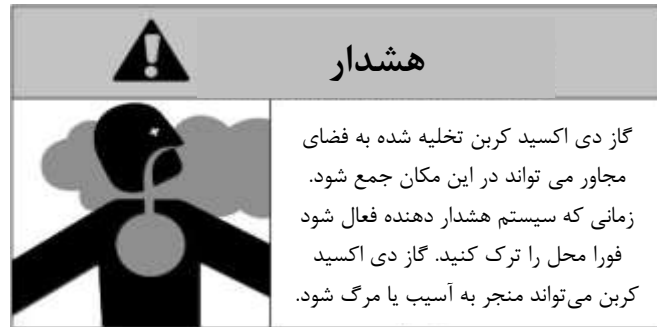 هشدار
گاز دی اکسید کربن تخلیه شده به فضای
مجاور می تواند در این مکان جمع شود.
زمانی که سیستم هشدار دهنده فعال شود
فورا محل را ترک کنید. گاز دی اکسید
کربن می‌تواند منجر به آسیب یا مرگ شود.